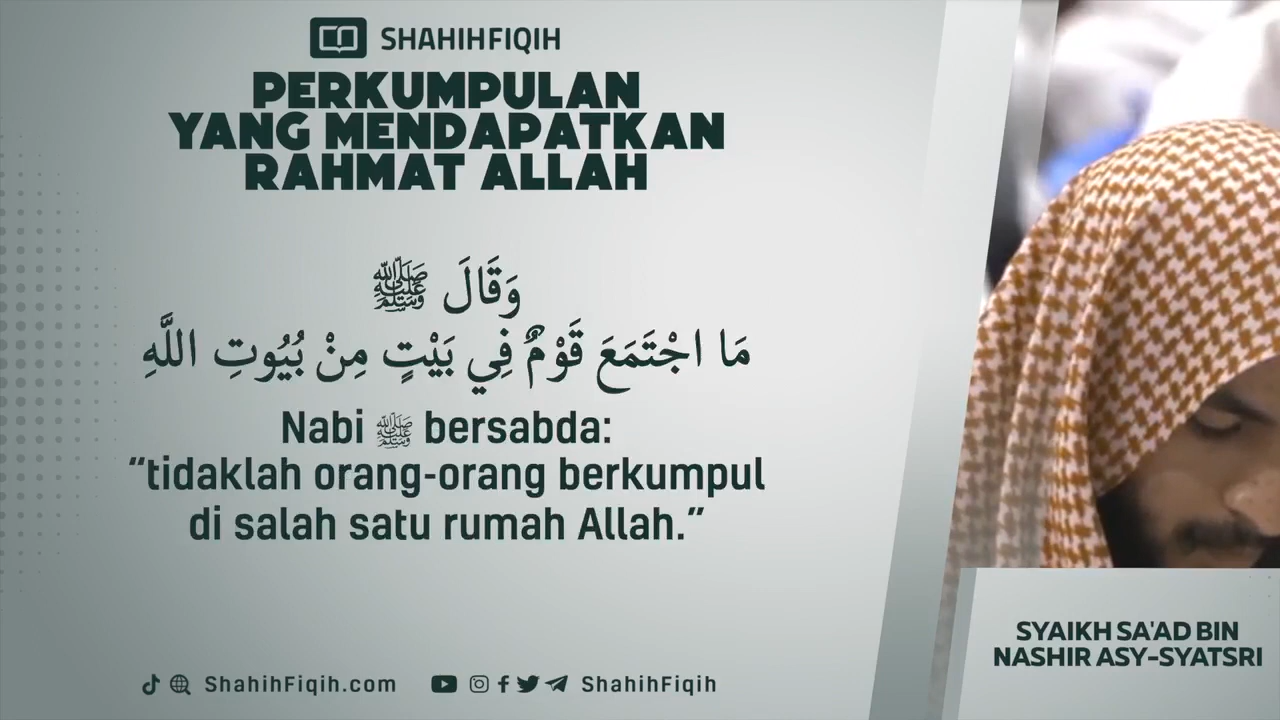 SHAHIHFIQIH
PERKUMPULAN
YANG MENDAPATKAN
RAHMAT ALLAH
وَقَالَ ﷺ
مَا اجْتَمَعَ قَوْمٌ فِي بَيْتٍ مِنْ بُيُوتِ اللَّهِ
Nabi ﷺ bersabda:
“tidaklah orang-orang berkumpul
di salah satu rumah Allah.”
ShahihFiqih.com
ShahihFiqih
SYAIKH SA'AD BIN
NASHIR ASY-SYATSRI